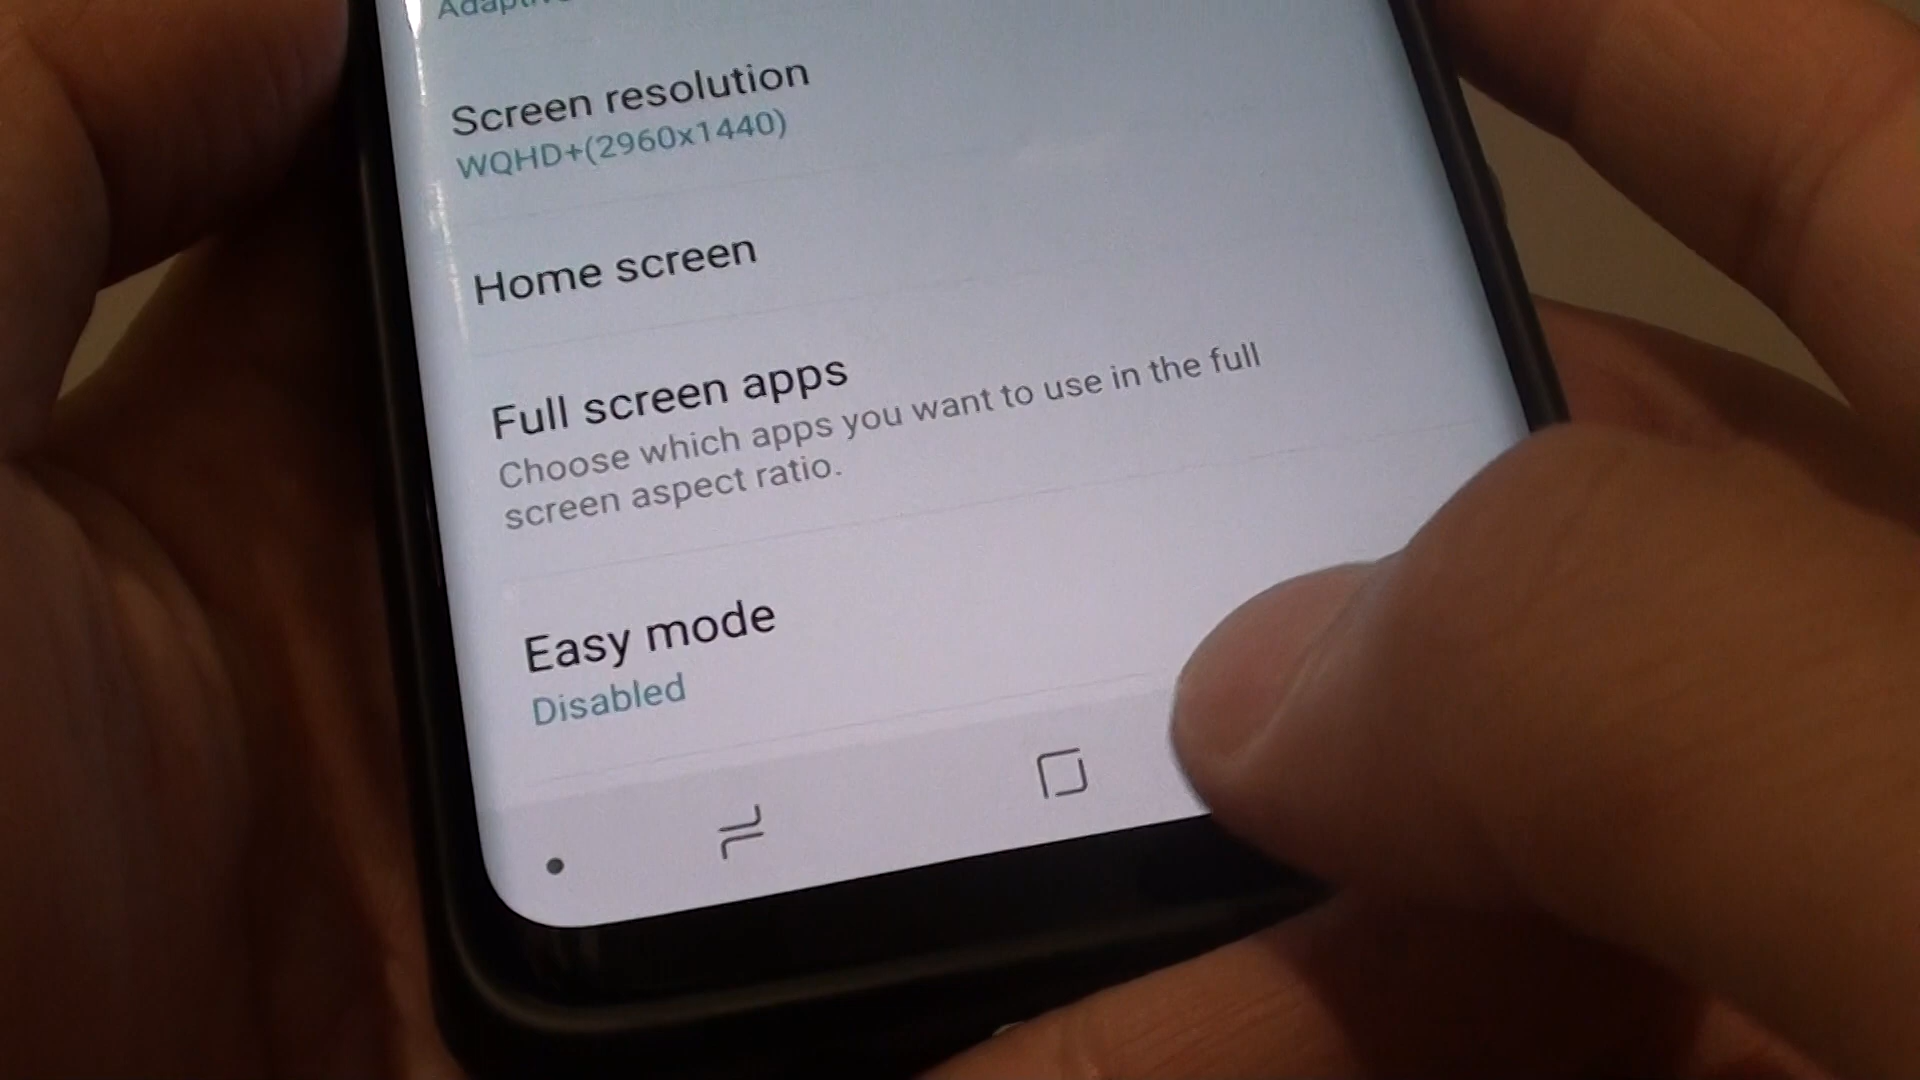 Screen resolution
WQHD+(2960x1440)
Home screen
Full screen apps
Choose which apps you want to use in the full
screen aspect ratio.
Easy mode
Disabled